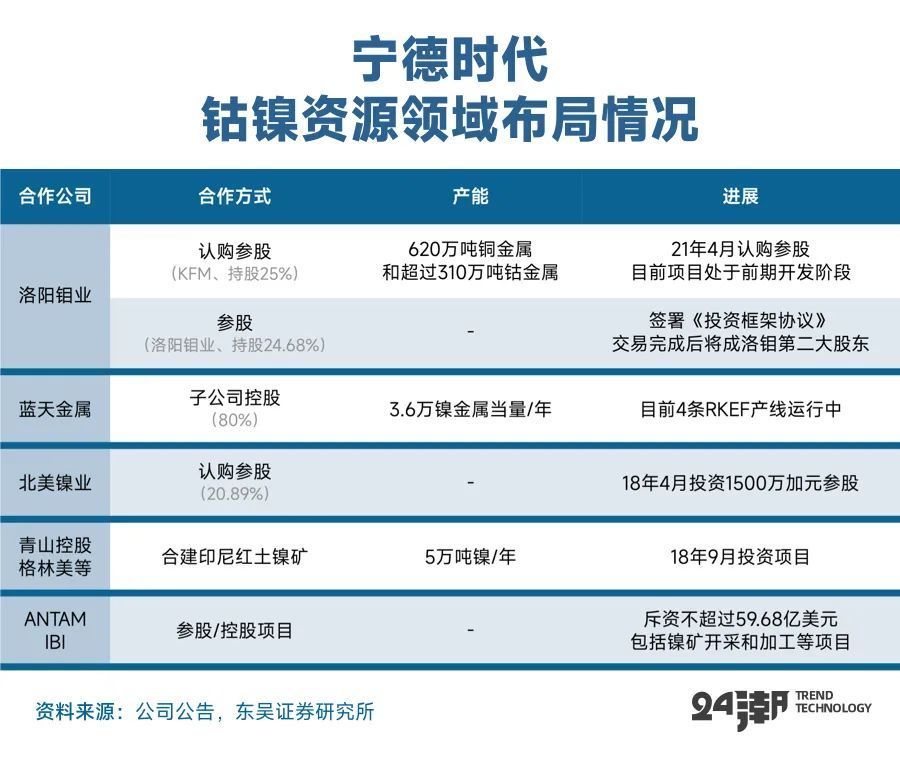 宁德时代
钴镍资源领域布局情况
合作公司 合作方式 产能 进展
洛阳钼业
认购参股
(KFM、持股25%)
620万吨铜金属
和超过310万吨钴金属
21年4月认购参股
目前项目处于前期开发阶段
参股
(洛阳钼业、持股24.68%)
-
签署《投资框架协议》
交易完成后将成洛钼第二大股东
蓝天金属
子公司控股
(80%)
3.6万镍金属当量/年
目前4条RKEF产线运行中
北美镍业
认购参股
(20.89%)
-
18年4月投资1500万加元参股
青山控股
格林美等
合建印尼红土镍矿
5万吨镍/年
18年9月投资项目
ANTAM
IBI
参股/控股项目
-
斥资不超过59.68亿美元
包括镍矿开采和加工等项目
资料来源：公司公告，东吴证券研究所
24潮 TREND
TECHNOLOGY